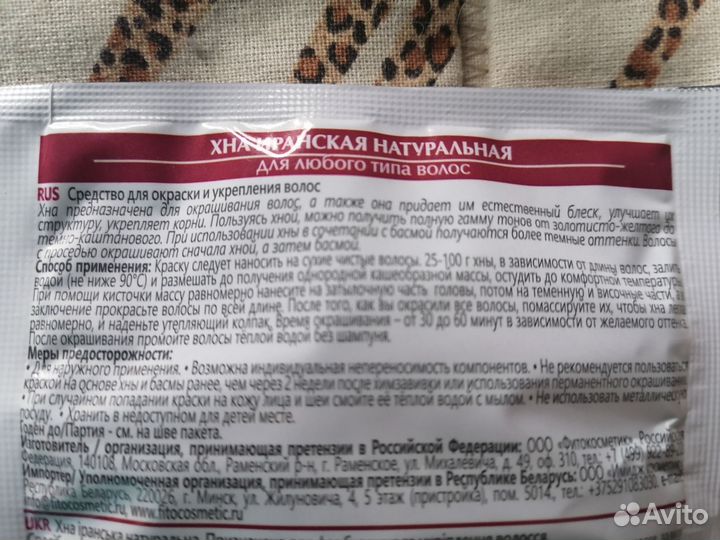 ХНА ИРАНСКАЯ НАТУРАЛЬНАЯ
для любого типа волос
RUS Средство для окраски и укрепления волос
Хна предназначена для окрашивания волос, а также она придает им естественный блеск, улучшает их
структуру, укрепляет корни. Пользуясь хной, можно получить полную гамму тонов от золотисто-желтого до
темно-каштанового. При использовании хны в сочетании с басмой получаются более темные оттенки. Волосы
с проседью окрашивают сначала хной, а затем басмой.
Способ применения: Краску следует наносить на сухие чистые волосы. 25-100 г хны, в зависимости от длины волос, залить
водой (не ниже 90°С) и размешать до получения однородной кашеобразной массы, остудить до комфортной температуры.
При помощи кисточки массу равномерно нанесите на затылочную часть головы, потом на теменную и височные части, а в
заключение прокрасьте волосы по всей длине. После того, как вы окрасили все волосы, помассируйте их, чтобы хна легла
равномерно, и наденьте утепляющий колпак. Время окрашивания – от 30 до 60 минут в зависимости от желаемого оттенка.
После окрашивания промойте волосы тёплой водой без шампуня.
Меры предосторожности:
• Для наружного применения. • Возможна индивидуальная непереносимость компонентов. • Не рекомендуется пользоваться
краской на основе хны и басмы ранее, чем через 2 недели после химзавивки или использования перманентного окрашивания
• При случайном попадании краски на кожу лица и шеи смойте её тёплой водой с мылом. • Не использовать металлическую
посуду. • Хранить в недоступном для детей месте.
Годен до/Партия - см. на шве пакета.
Изготовитель / организация, принимающая претензии в Российской Федерации: ООО «Фитокосметик», Российская
Федерация, 140108, Московская обл., Раменский р-н, г. Раменское, ул. Михалевича, д. 49, оф. 310, тел.: +7 (499)
Импортер/ Уполномоченная организация, принимающая претензии в Республике Беларусь: ООО «Имидж
Республика Беларусь, 220026, г. Минск, ул. Жилуновича, 4, 5 этаж (пристройка), пом. 5014, тел.: +375291083030, e-mail:
info@fitocosmetic.ru, www.fitocosmetic.ru
UKR Хна іранська натуральна.
Avito